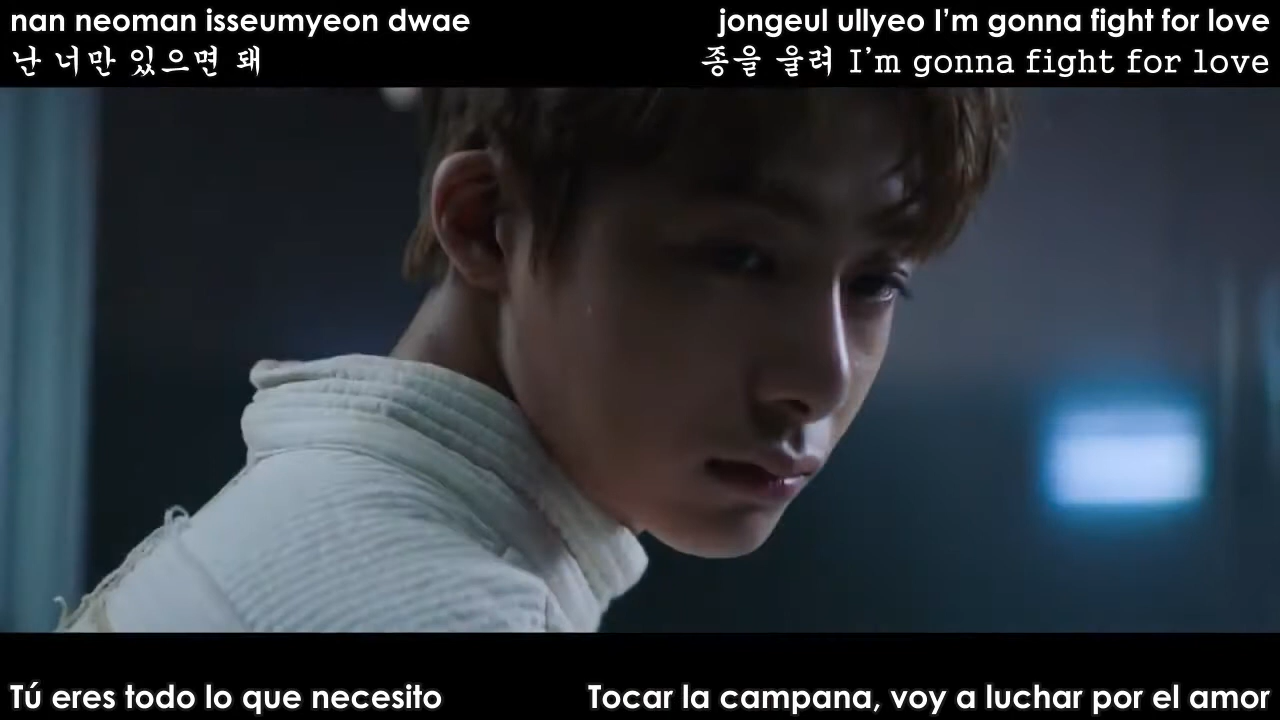 nan neoman isseumyeon dwae
난 너만 있으면 돼
jongeul ullyeo I'm gonna fight for love
종을 울려 I'm gonna fight for love
Tú eres todo lo que necesito
Tocar la campana, voy a luchar por el amor